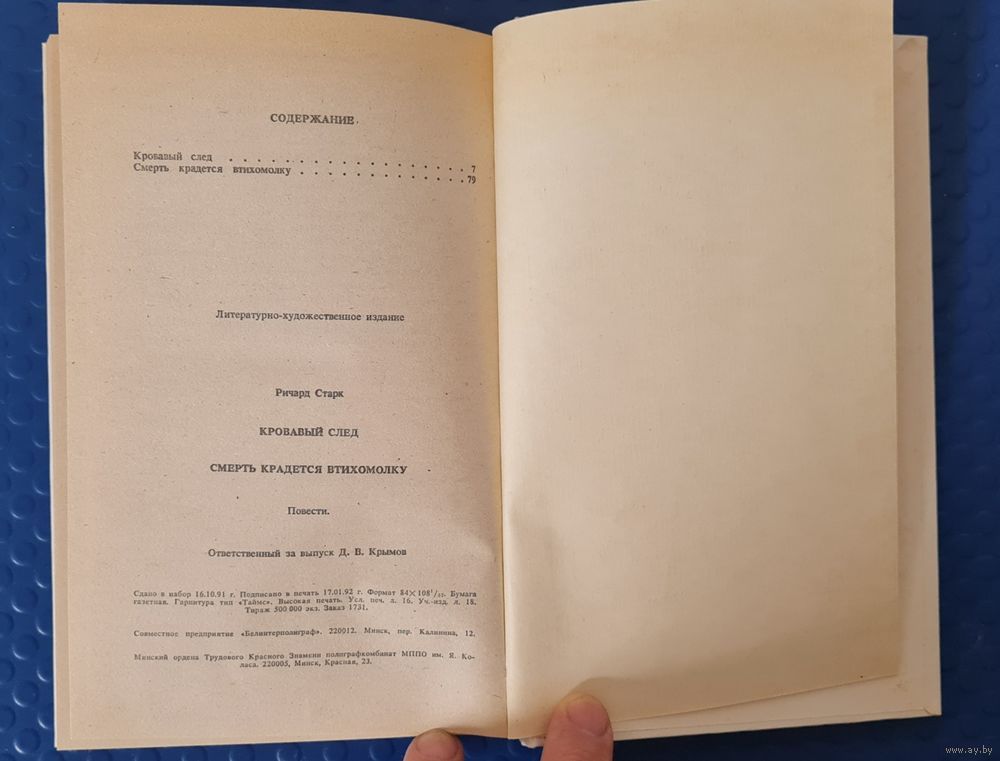 СОДЕРЖАНИЕ
Кровавый след . . . . . . . . . . . . . . . . . 7
Смерть крадется втихомолку . . . . . . . . . . . . 79
Литературно-художественное издание
Ричард Старк
КРОВАВЫЙ СЛЕД
СМЕРТЬ КРАДЕТСЯ ВТИХОМОЛКУ
Повести.
Ответственный за выпуск Д. В. Крымов
Сдано в набор 16.10.91 г. Подписано в печать 17.01.92 г. Формат 84×108¹/₃₂. Бумага
газетная. Гарнитура тип «Таймс». Высокая печать. Усл. печ. л. 16. Уч.-изд. л. 18.
Тираж 500 000 экз. Заказ 1731.
Совместное предприятие «Белинтерполиграф». 220012. Минск, пер. Калинина, 12.
Минский ордена Трудового Красного Знамени полиграфкомбинат МППО им. Я. Ко-
ласа. 220005, Минск, Красная, 23.
www.ay.by